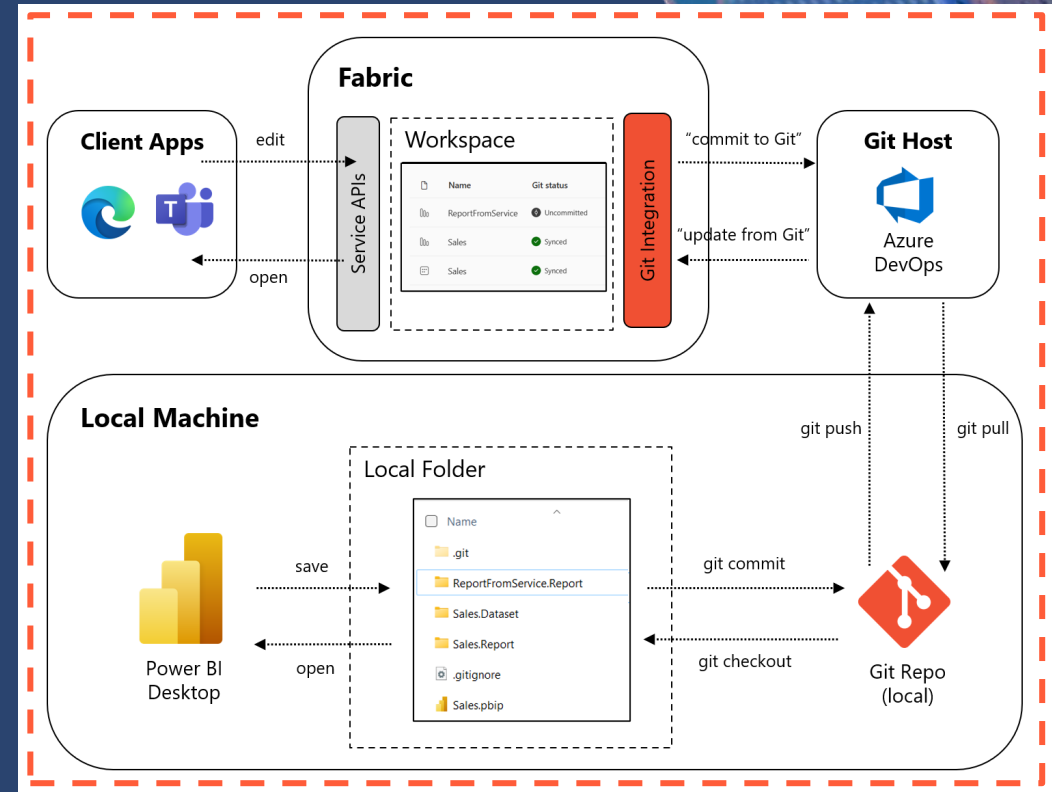 Fabric
Client Apps
edit
open
Service APIs
Workspace
Name Git status
ReportFromService Uncommitted
Sales Synced
Sales Synced
Git Integration
“commit to Git”
“update from Git”
Git Host
Azure
DevOps
Local Machine
git push
git pull
Local Folder
Name
.git
ReportFromService.Report
Sales.Dataset
Sales.Report
.gitignore
Sales.pbip
save
open
Power BI
Desktop
git commit
git checkout
Git Repo
(local)
T